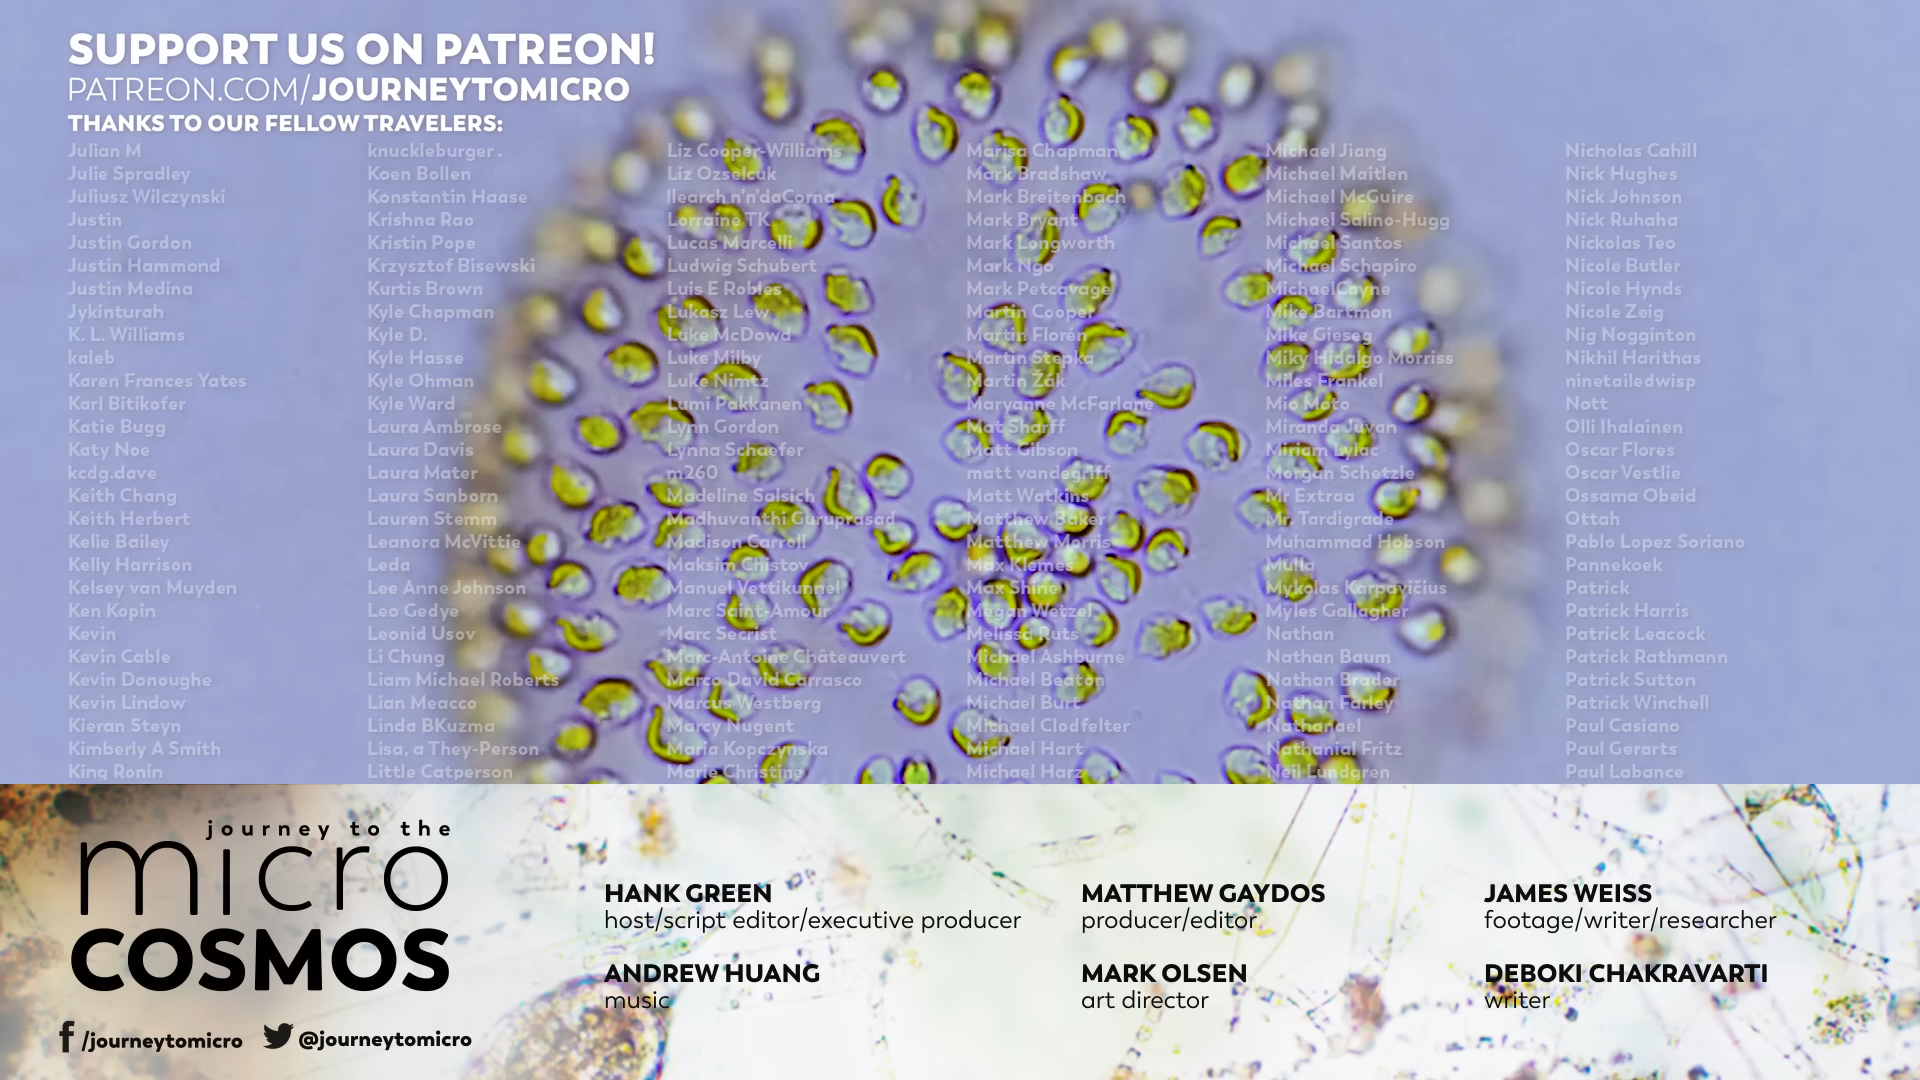 SUPPORT US ON PATREON!
PATREON.COM/JOURNEYTOMICRO
THANKS TO OUR FELLOW TRAVELERS:
Julian M
Julie Spradley
Juliusz Wilczynski
Justin
Justin Gordon
Justin Hammond
Justin Medina
Jykinturah
K. L. Williams
kaleb
Karen Frances Yates
Karl Bitikofer
Katie Bugg
Katy Noe
kcdg.dave
Keith Chang
Keith Herbert
Kelie Bailey
Kelly Harrison
Kelsey van Muyden
Ken Kopin
Kevin
Kevin Cable
Kevin Donoughe
Kevin Lindow
Kieran Steyn
Kimberly A Smith
King Ronin
knuckleburger .
Koen Bollen
Konstantin Haase
Krishna Rao
Kristin Pope
Krzysztof Bisewski
Kurtis Brown
Kyle Chapman
Kyle D.
Kyle Hasse
Kyle Ohman
Kyle Ward
Laura Ambrose
Laura Davis
Laura Mater
Laura Sanborn
Lauren Stemm
Leanora McVittie
Leda
Lee Anne Johnson
Leo Gedye
Leonid Usov
Li Chung
Liam Michael Roberts
Lian Meacco
Linda BKuzma
Lisa, a They-Person
Little Catperson
Liz Cooper-Williams
Liz Ozselcuk
llearch n'n'daCorna
Lorraine TK
Lucas Marcelli
Ludwig Schubert
Luis E Robles
Lukasz Lew
Luke McDowd
Luke Milby
Luke Nimtz
Lumi Pakkanen
Lynn Gordon
Lynna Schaefer
m260
Madeline Salsich
Madhuvanthi Guruprasad
Madison Carroll
Maksim Chistov
Manuel Vettikunnel
Marc Saint-Amour
Marc Secrist
Marc-Antoine Châteauvert
Marco David Carrasco
Marcus Westberg
Marcy Nugent
Maria Kopczynska
Marie Christine
Marisa Chapman
Mark Bradshaw
Mark Breitenbach
Mark Bryant
Mark Longworth
Mark Ngo
Mark Petcavage
Martin Cooper
Martin Florén
Martin Stepka
Martin Žák
Maryanne McFarlane
Mat Sharff
Matt Gibson
matt vandegriff
Matt Watkins
Matthew Baker
Matthew Morris
Max Klemes
Max Shine
Megan Wetzel
Melissa Ruts
Michael Ashburne
Michael Beaton
Michael Burt
Michael Clodfelter
Michael Hart
Michael Harz
Michael Jiang
Michael Maitlen
Michael McGuire
Michael Salino-Hugg
Michael Santos
Michael Schapiro
MichaelCayne
Mike Bartmon
Mike Gieseg
Miky Hidalgo Morriss
Miles Frankel
Mio Moto
Miranda Juvan
Miriam Lylac
Morgan Schetzle
Mr Extraa
Mr. Tardigrade
Muhammad Hobson
Mulla
Mykolas Karpavičius
Myles Gallagher
Nathan
Nathan Baum
Nathan Brader
Nathan Farley
Nathanael
Nathanial Fritz
Neil Lundgren
Nicholas Cahill
Nick Hughes
Nick Johnson
Nick Ruhaha
Nickolas Teo
Nicole Butler
Nicole Hynds
Nicole Zeig
Nig Nogginton
Nikhil Harithas
ninetailedwisp
Nott
Olli Ihalainen
Oscar Flores
Oscar Vestlie
Ossama Obeid
Ottah
Pablo Lopez Soriano
Pannekoek
Patrick
Patrick Harris
Patrick Leacock
Patrick Rathmann
Patrick Sutton
Patrick Winchell
Paul Casiano
Paul Gerarts
Paul Labance
journey to the
micro
COSMOS
/journeytomicro
@journeytomicro
HANK GREEN
host/script editor/executive producer
ANDREW HUANG
music
MATTHEW GAYDOS
producer/editor
MARK OLSEN
art director
JAMES WEISS
footage/writer/researcher
DEBOKI CHAKRAVARTI
writer